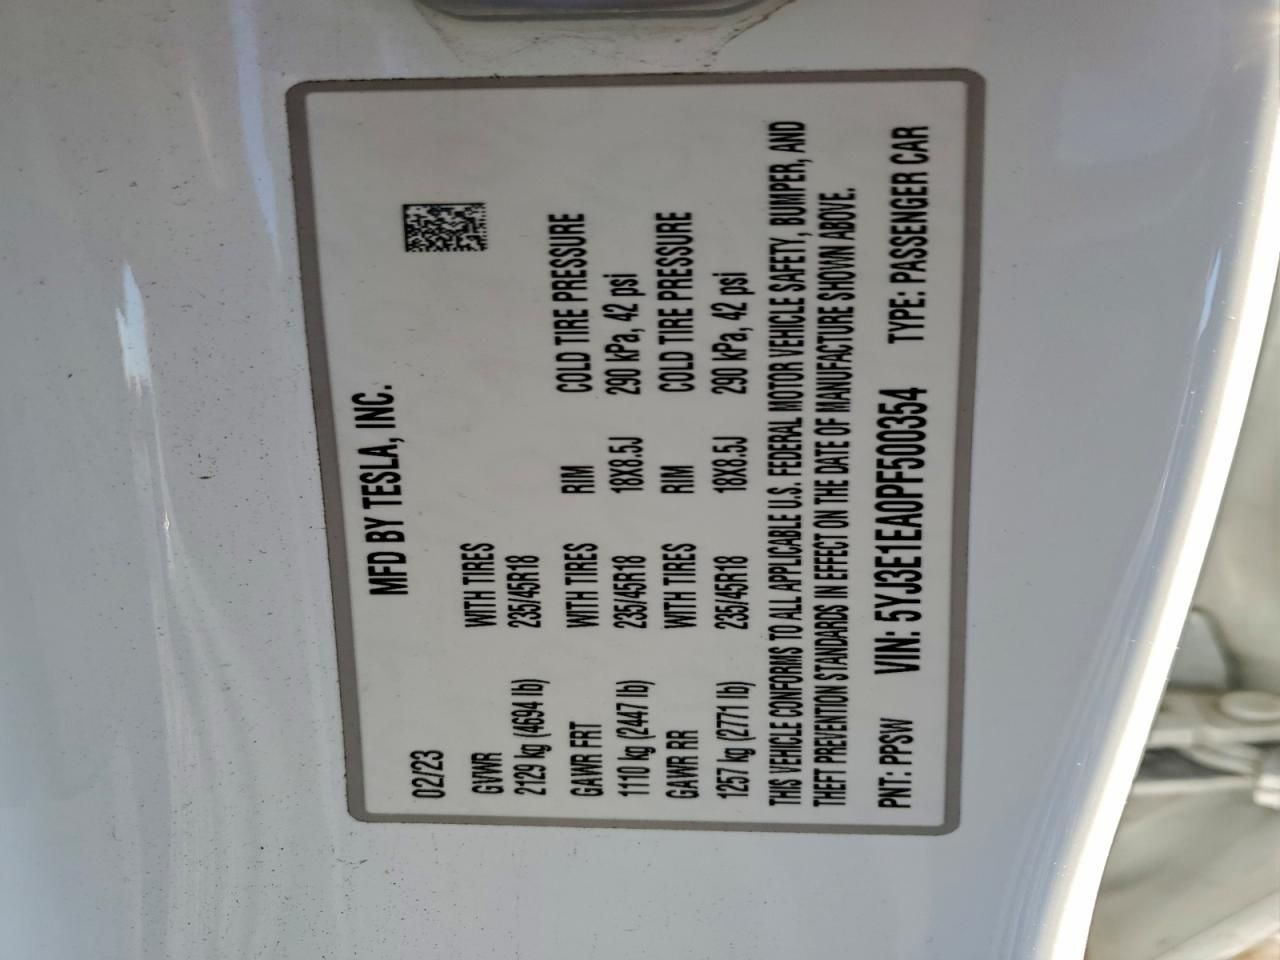 MFD BY TESLA, INC.
02/23
GVWR WITH TIRES
2129 kg (4694 lb) 235/45R18
GAWR FRT WITH TIRES RIM COLD TIRE PRESSURE
1110 kg (2447 lb) 235/45R18 18X8.5J 290 kPa, 42 psi
GAWR RR WITH TIRES RIM COLD TIRE PRESSURE
1257 kg (2771 lb) 235/45R18 18X8.5J 290 kPa, 42 psi
THIS VEHICLE CONFORMS TO ALL APPLICABLE U.S. FEDERAL MOTOR VEHICLE SAFETY, BUMPER, AND
THEFT PREVENTION STANDARDS IN EFFECT ON THE DATE OF MANUFACTURE SHOWN ABOVE.
PNT: PPSW VIN: 5YJ3E1EA0PF500354 TYPE: PASSENGER CAR